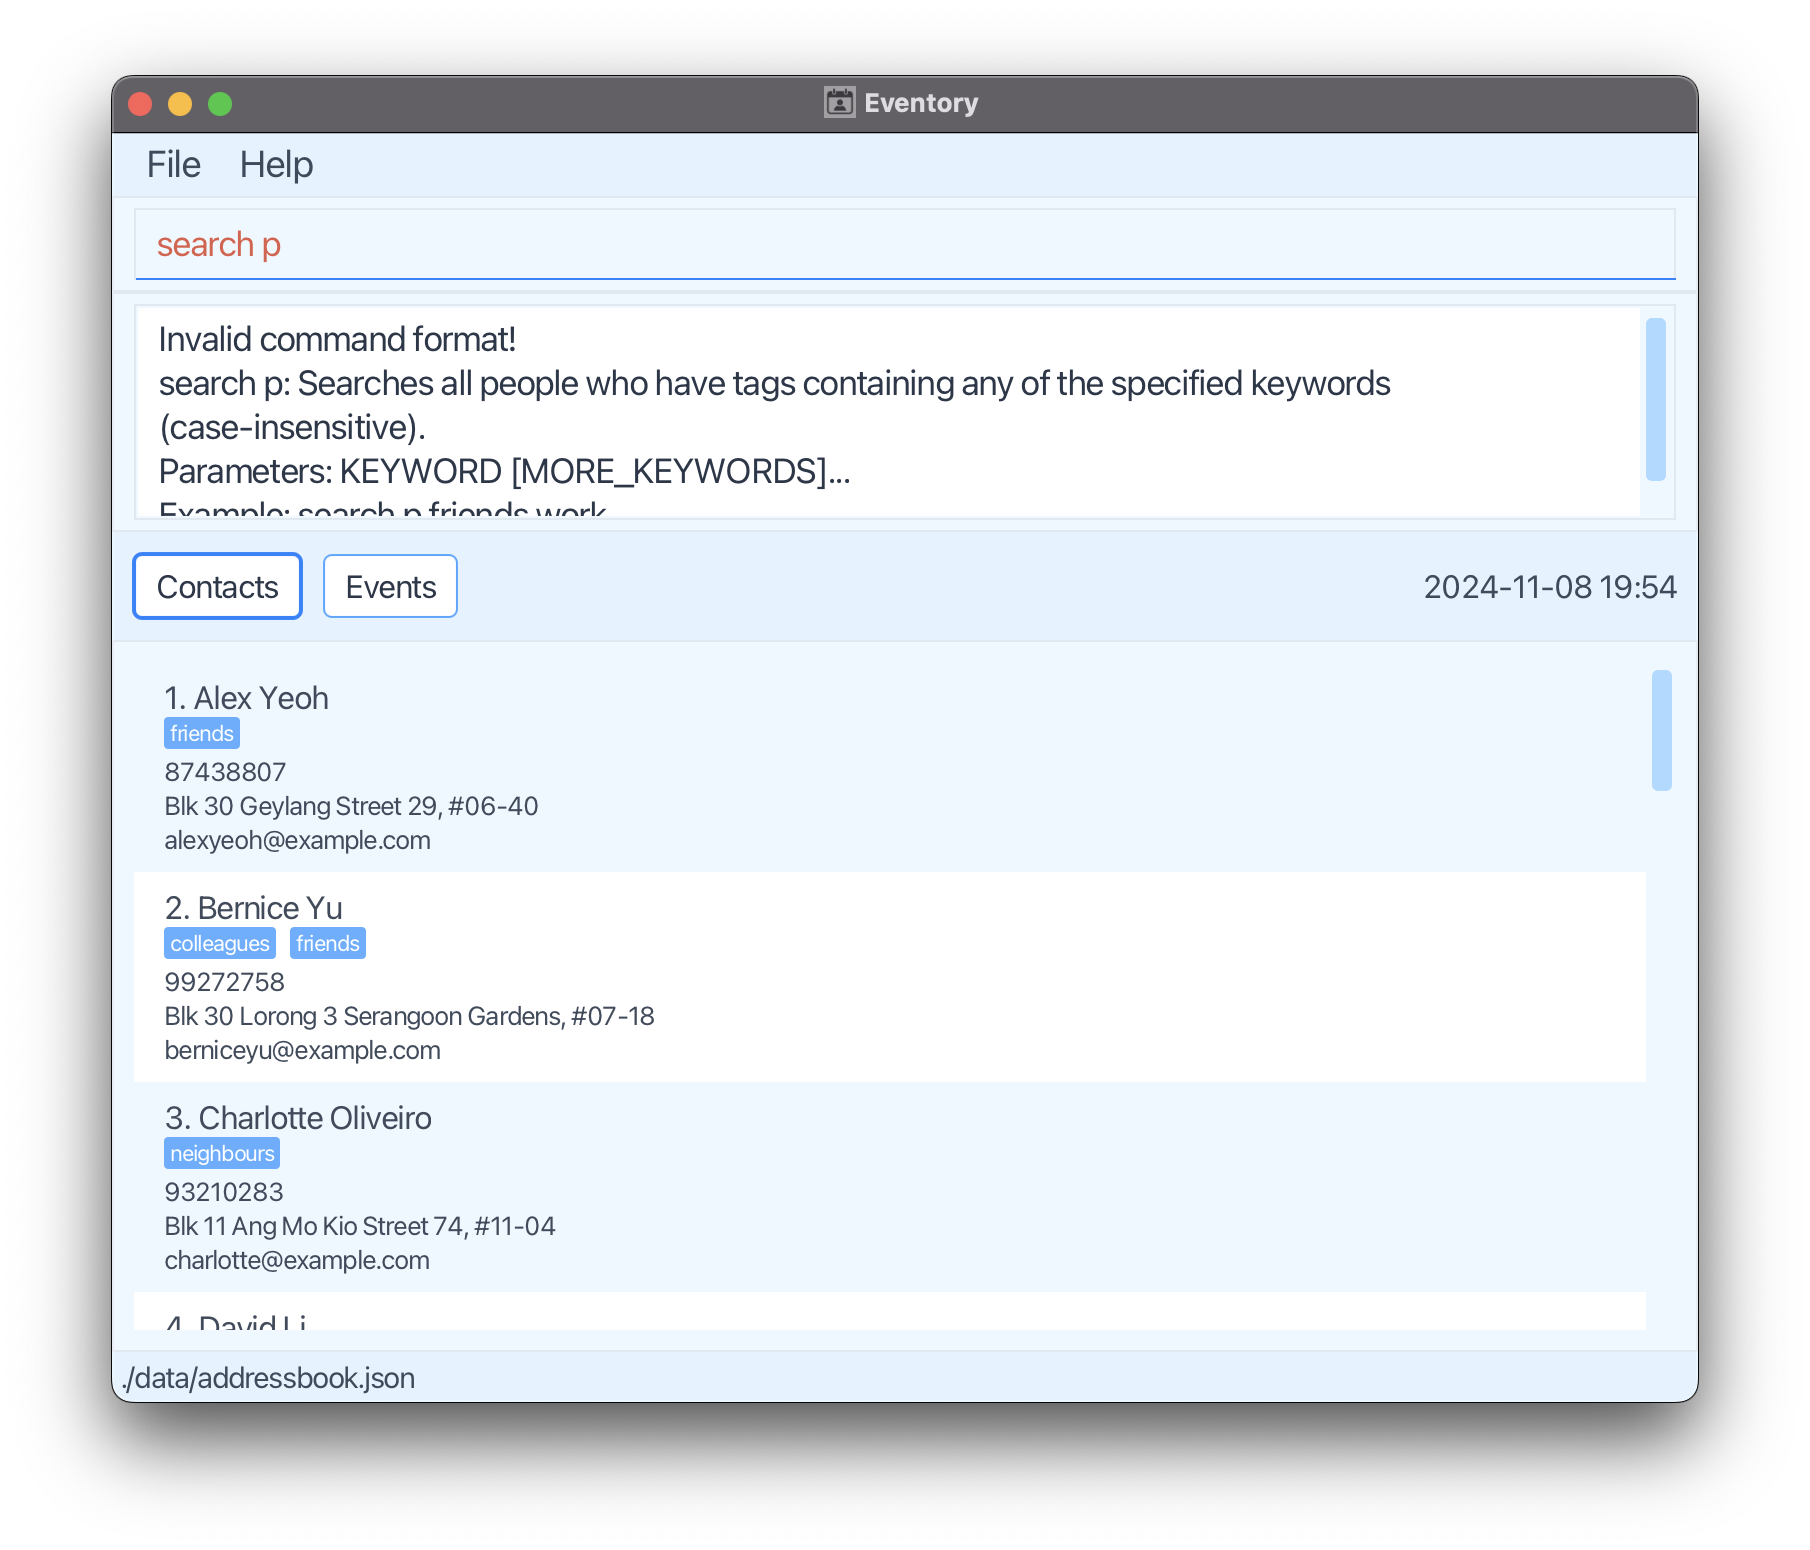 Eventory
File Help
search p
Invalid command format!
search p: Searches all people who have tags containing any of the specified keywords
(case-insensitive).
Parameters: KEYWORD [MORE_KEYWORDS]...
Example: search p friends work
Contacts Events 2024-11-08 19:54
1. Alex Yeoh
friends
87438807
Blk 30 Geylang Street 29, #06-40
alexyeoh@example.com
2. Bernice Yu
colleagues friends
99272758
Blk 30 Lorong 3 Serangoon Gardens, #07-18
berniceyu@example.com
3. Charlotte Oliveiro
neighbours
93210283
Blk 11 Ang Mo Kio Street 74, #11-04
charlotte@example.com
4. David Li
./data/addressbook.json